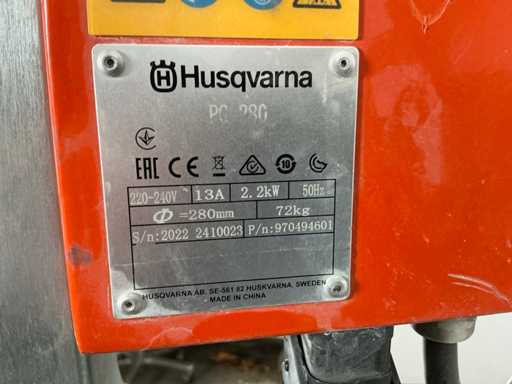 Husqvarna
PG 280
EAC CE
220-240V~ 13A 2.2kW 50Hz
Φ =280mm 72kg
S/n:2022 2410023 P/n:970494601
HUSQVARNA AB, SE-561 82 HUSKVARNA, SWEDEN
MADE IN CHINA